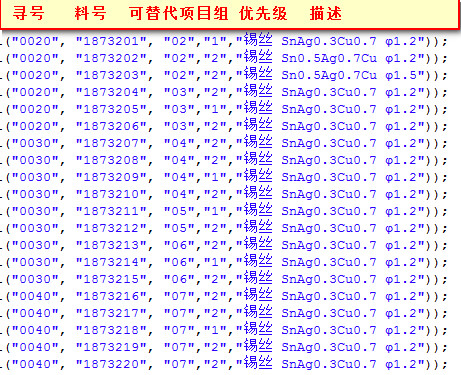 寻号 料号 可替代项目组 优先级 描述
("0020", "1873201", "02","1","锡丝 SnAg0.3Cu0.7 φ1.2"));
("0020", "1873202", "02","2","锡丝 Sn0.5Ag0.7Cu φ1.2"));
("0020", "1873203", "02","2","锡丝 Sn0.5Ag0.7Cu φ1.5"));
("0020", "1873204", "03","2","锡丝 SnAg0.3Cu0.7 φ1.2"));
("0020", "1873205", "03","1","锡丝 SnAg0.3Cu0.7 φ1.2"));
("0020", "1873206", "03","2","锡丝 SnAg0.3Cu0.7 φ1.2"));
("0030", "1873207", "04","2","锡丝 SnAg0.3Cu0.7 φ1.2"));
("0030", "1873208", "04","2","锡丝 SnAg0.3Cu0.7 φ1.2"));
("0030", "1873209", "04","1","锡丝 SnAg0.3Cu0.7 φ1.2"));
("0030", "1873210", "04","2","锡丝 SnAg0.3Cu0.7 φ1.2"));
("0030", "1873211", "05","1","锡丝 SnAg0.3Cu0.7 φ1.2"));
("0030", "1873212", "05","2","锡丝 SnAg0.3Cu0.7 φ1.2"));
("0030", "1873213", "06","2","锡丝 SnAg0.3Cu0.7 φ1.2"));
("0030", "1873214", "06","1","锡丝 SnAg0.3Cu0.7 φ1.2"));
("0030", "1873215", "06","2","锡丝 SnAg0.3Cu0.7 φ1.2"));
("0040", "1873216", "07","2","锡丝 SnAg0.3Cu0.7 φ1.2"));
("0040", "1873217", "07","2","锡丝 SnAg0.3Cu0.7 φ1.2"));
("0040", "1873218", "07","1","锡丝 SnAg0.3Cu0.7 φ1.2"));
("0040", "1873219", "07","2","锡丝 SnAg0.3Cu0.7 φ1.2"));
("0040", "1873220", "07","2","锡丝 SnAg0.3Cu0.7 φ1.2"));